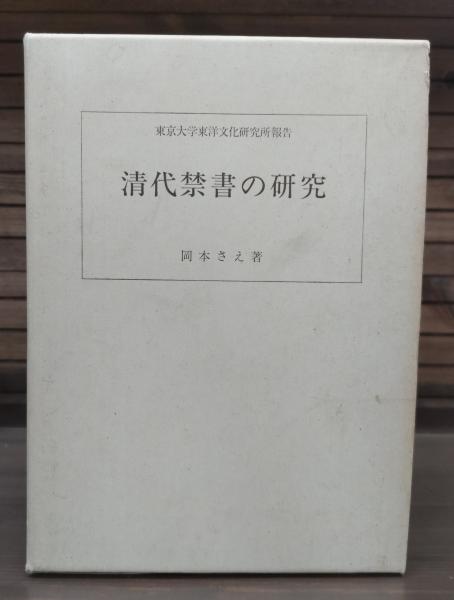 東京大学東洋文化研究所報告
清代禁書の研究
岡本さえ著